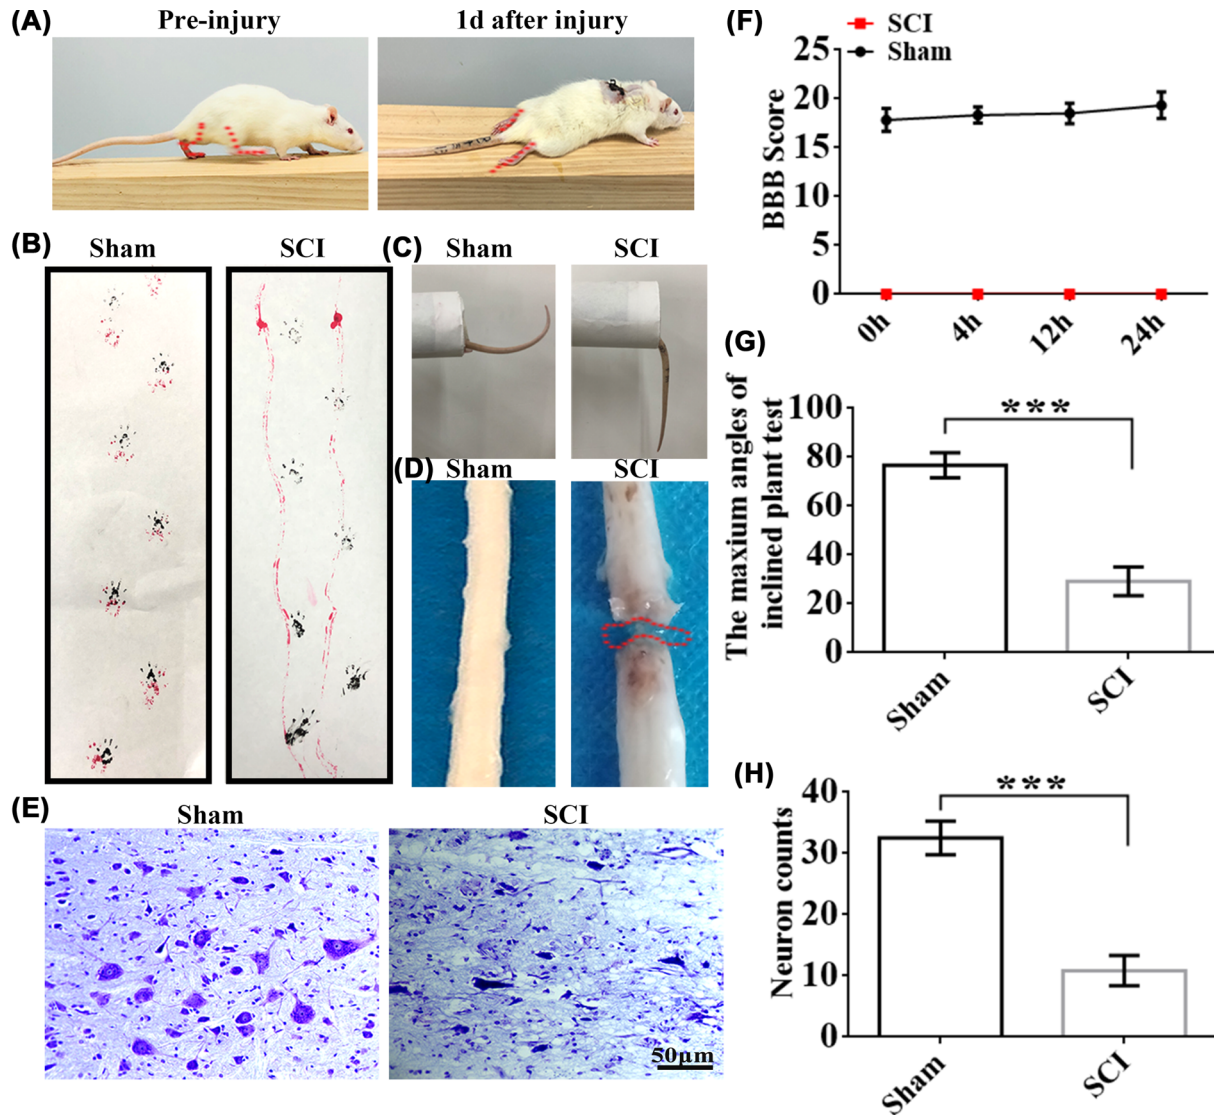 (A)
Pre-injury
1d after injury
(B)
Sham
SCI
(C)
Sham
SCI
(D)
Sham
SCI
(E)
Sham
SCI
50μm
(F)
SCI
Sham
BBB Score
25
20
15
10
5
0
0h
4h
12h
24h
(G)
The maxium angles of
inclined plant test
100
80
60
40
20
0
***
Sham
SCI
(H)
Neuron counts
40
30
20
10
0
***
Sham
SCI